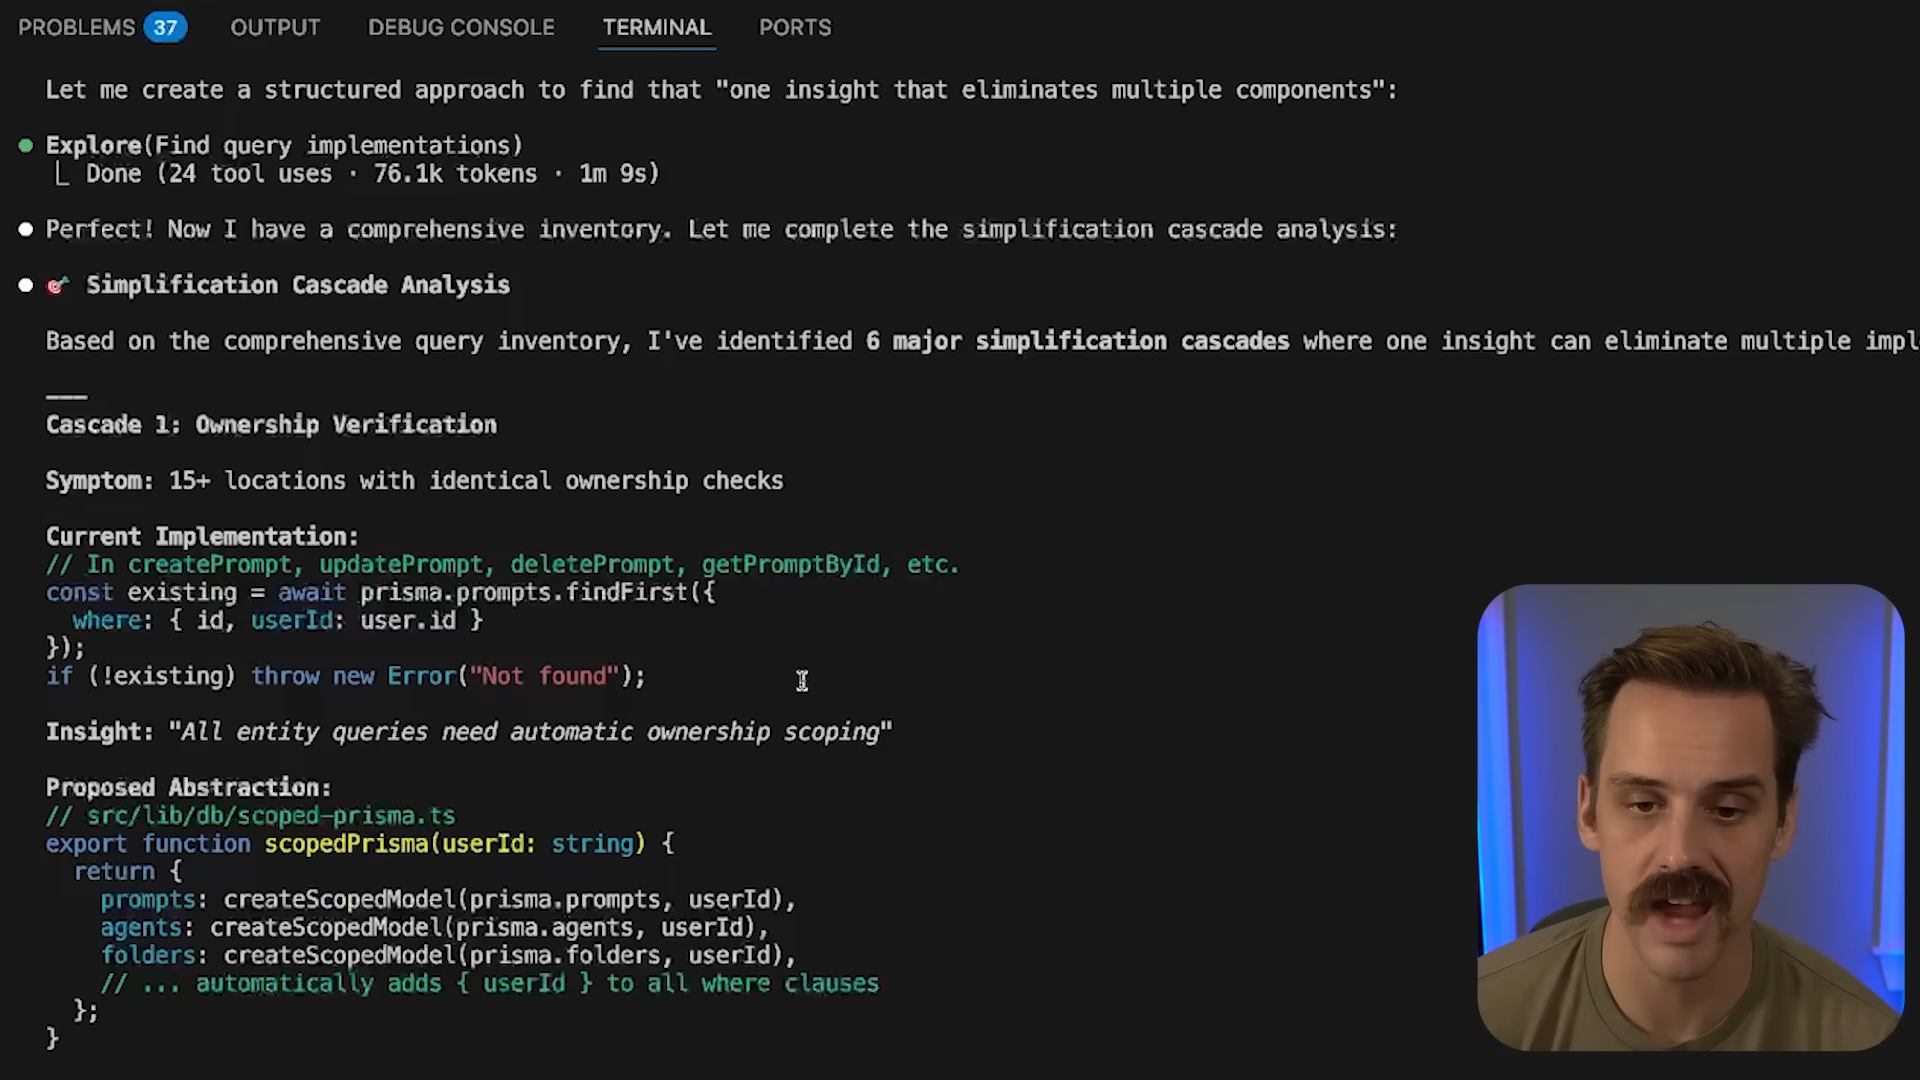 PROBLEMS 37 OUTPUT DEBUG CONSOLE TERMINAL PORTS
Let me create a structured approach to find that "one insight that eliminates multiple components":
Explore(Find query implementations)
Done (24 tool uses · 76.1k tokens · 1m 9s)
Perfect! Now I have a comprehensive inventory. Let me complete the simplification cascade analysis:
🎯 Simplification Cascade Analysis
Based on the comprehensive query inventory, I've identified 6 major simplification cascades where one insight can eliminate multiple impl
Cascade 1: Ownership Verification
Symptom: 15+ locations with identical ownership checks
Current Implementation:
// In createPrompt, updatePrompt, deletePrompt, getPromptById, etc.
const existing = await prisma.prompts.findFirst({
  where: { id, userId: user.id }
});
if (!existing) throw new Error("Not found");
Insight: "All entity queries need automatic ownership scoping"
Proposed Abstraction:
// src/lib/db/scoped-prisma.ts
export function scopedPrisma(userId: string) {
  return {
    prompts: createScopedModel(prisma.prompts, userId),
    agents: createScopedModel(prisma.agents, userId),
    folders: createScopedModel(prisma.folders, userId),
    // ... automatically adds { userId } to all where clauses
  };
}